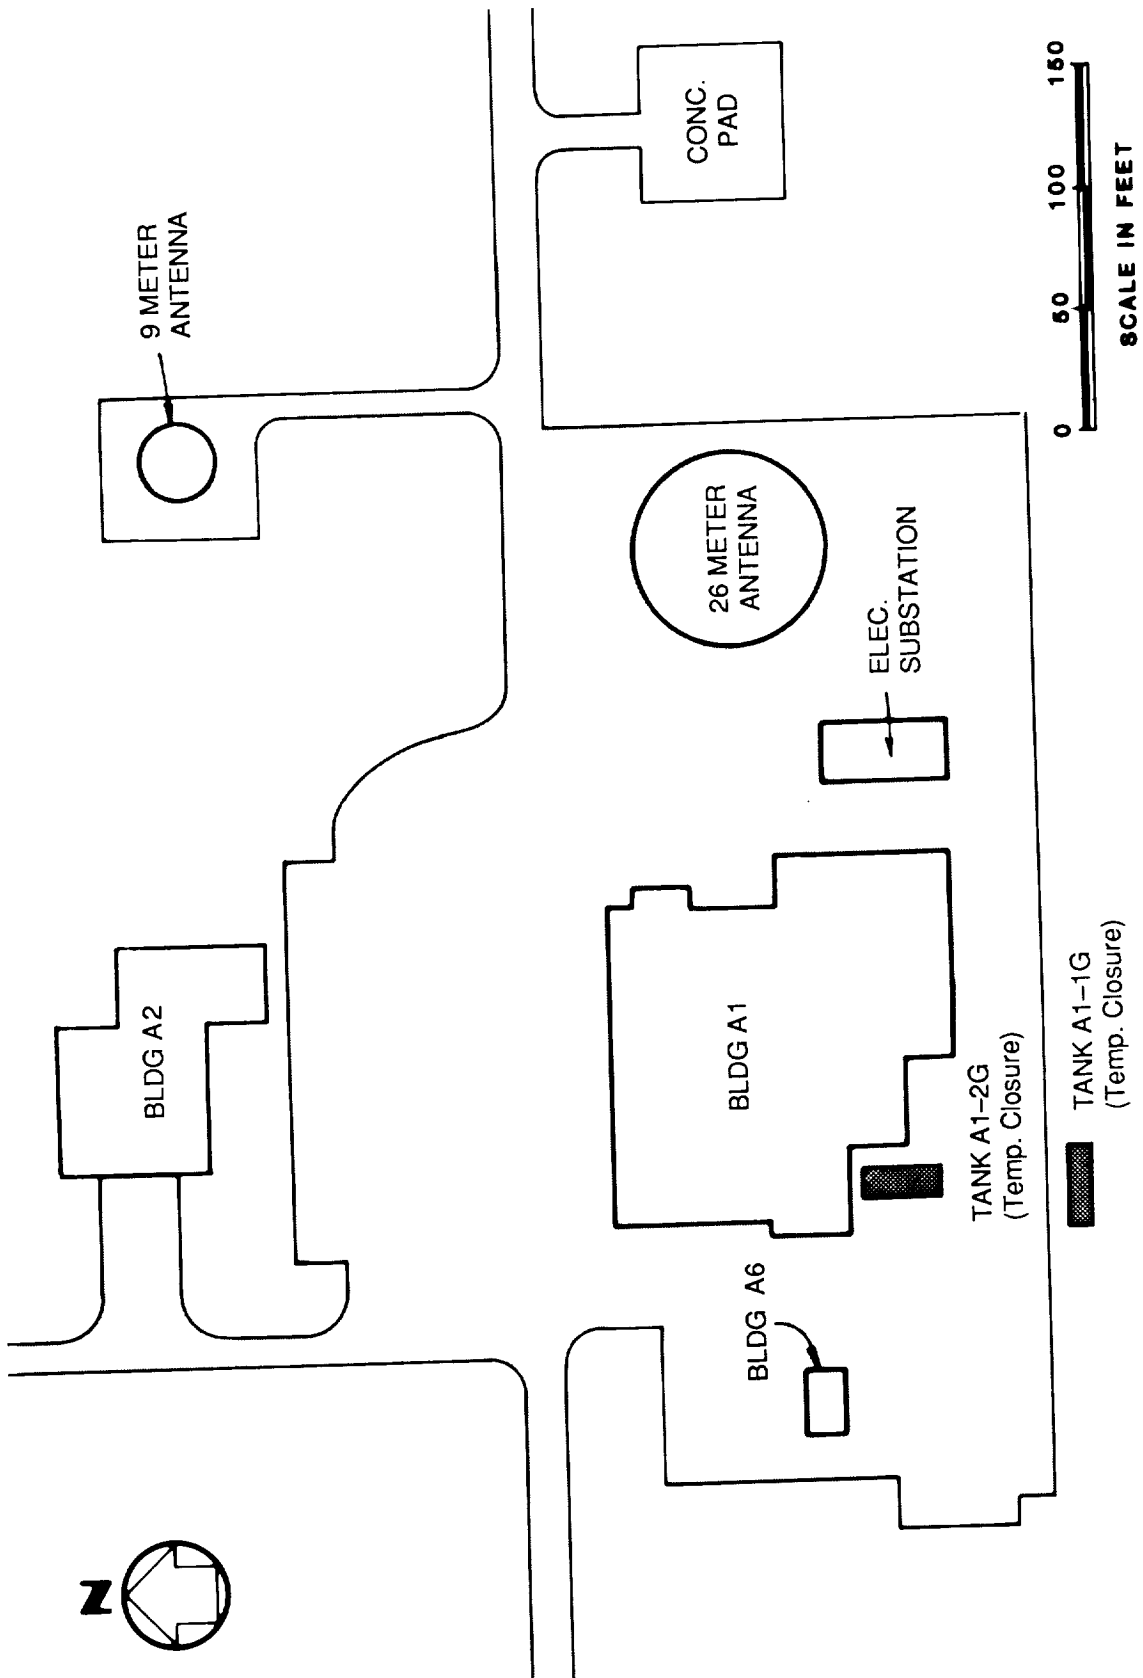 N
9 METER
ANTENNA
BLDG A2
CONC.
PAD
26 METER
ANTENNA
BLDG A1
BLDG A6
ELEC.
SUBSTATION
TANK A1-2G
(Temp. Closure)
TANK A1-1G
(Temp. Closure)
0 50 100 150
SCALE IN FEET